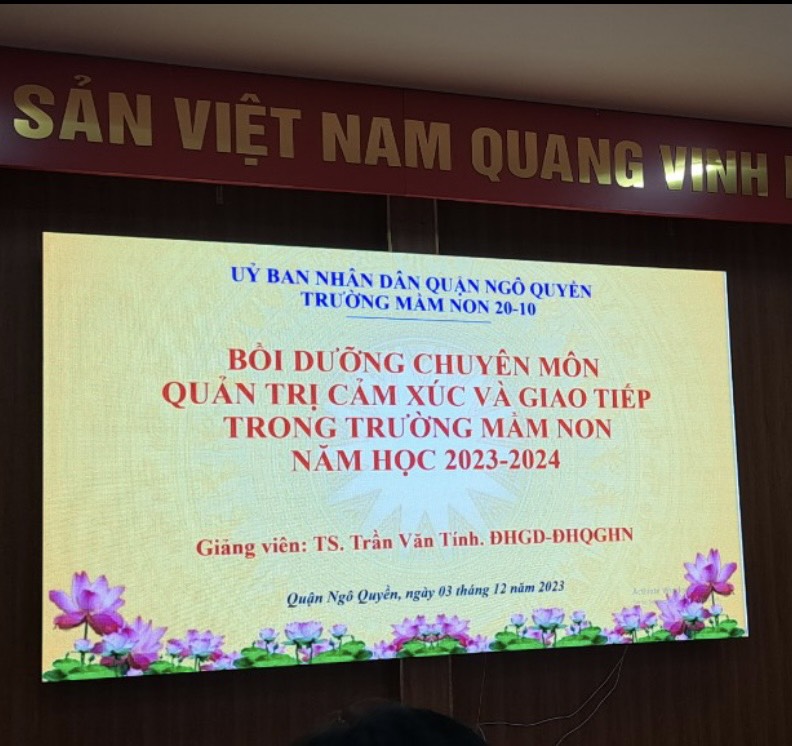 SẢN VIỆT NAM QUANG VINH
UỶ BAN NHÂN DÂN QUẬN NGÔ QUYỀN
TRƯỜNG MẦM NON 20-10
BỒI DƯỠNG CHUYÊN MÔN
QUẢN TRỊ CẢM XÚC VÀ GIAO TIẾP
TRONG TRƯỜNG MẦM NON
NĂM HỌC 2023-2024
Giảng viên: TS. Trần Văn Tính. ĐHGD-ĐHQGHN
Quận Ngô Quyền, ngày 03 tháng 12 năm 2023